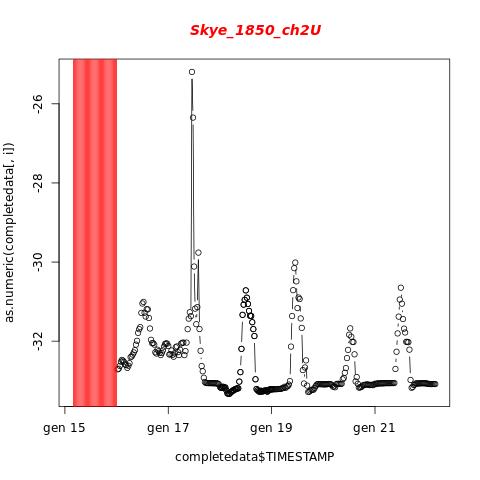 Skye_1850_ch2U
as.numeric(completedata[, i])
-26
-28
-30
-32
gen 15
gen 17
gen 19
gen 21
completedata$TIMESTAMP